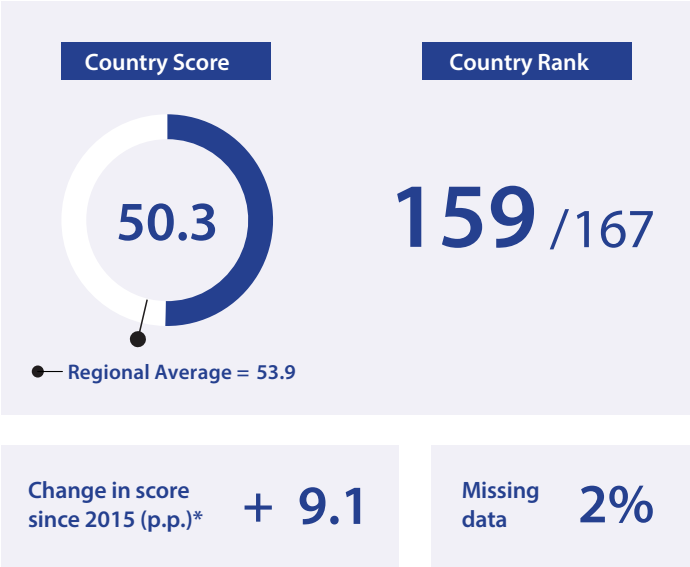 Country Score
Country Rank
50.3
159 /167
Regional Average = 53.9
Change in score
since 2015 (p.p.)*
+ 9.1
Missing
data
2%